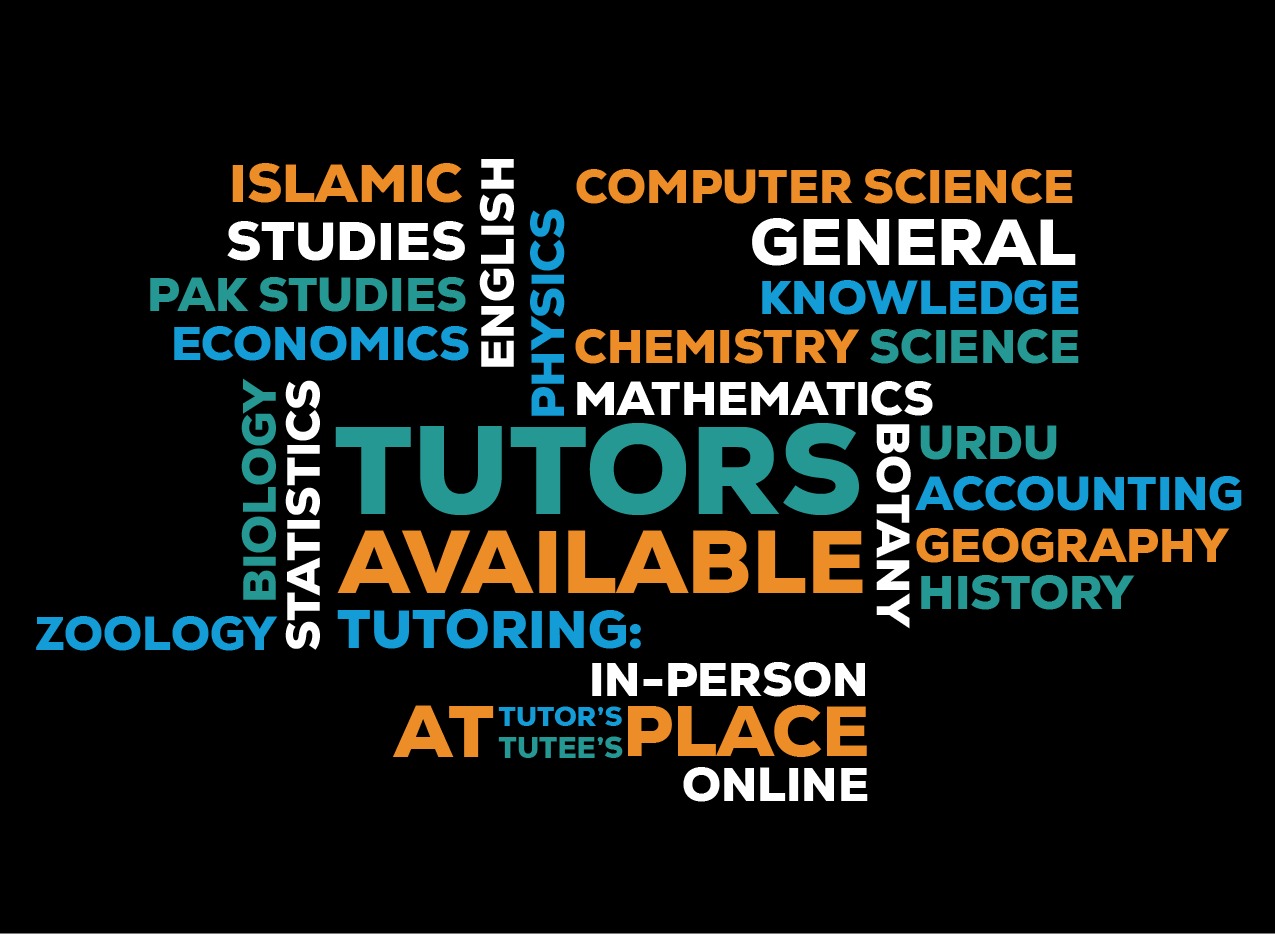 ISLAMIC
STUDIES
PAK STUDIES
ECONOMICS
ENGLISH
PHYSICS
COMPUTER SCIENCE
GENERAL
KNOWLEDGE
CHEMISTRY SCIENCE
MATHEMATICS
BIOLOGY
STATISTICS
ZOOLOGY
TUTORS
AVAILABLE
BOTANY
URDU
ACCOUNTING
GEOGRAPHY
HISTORY
TUTORING:
IN-PERSON
AT TUTOR'S PLACE
TUTEE'S
ONLINE